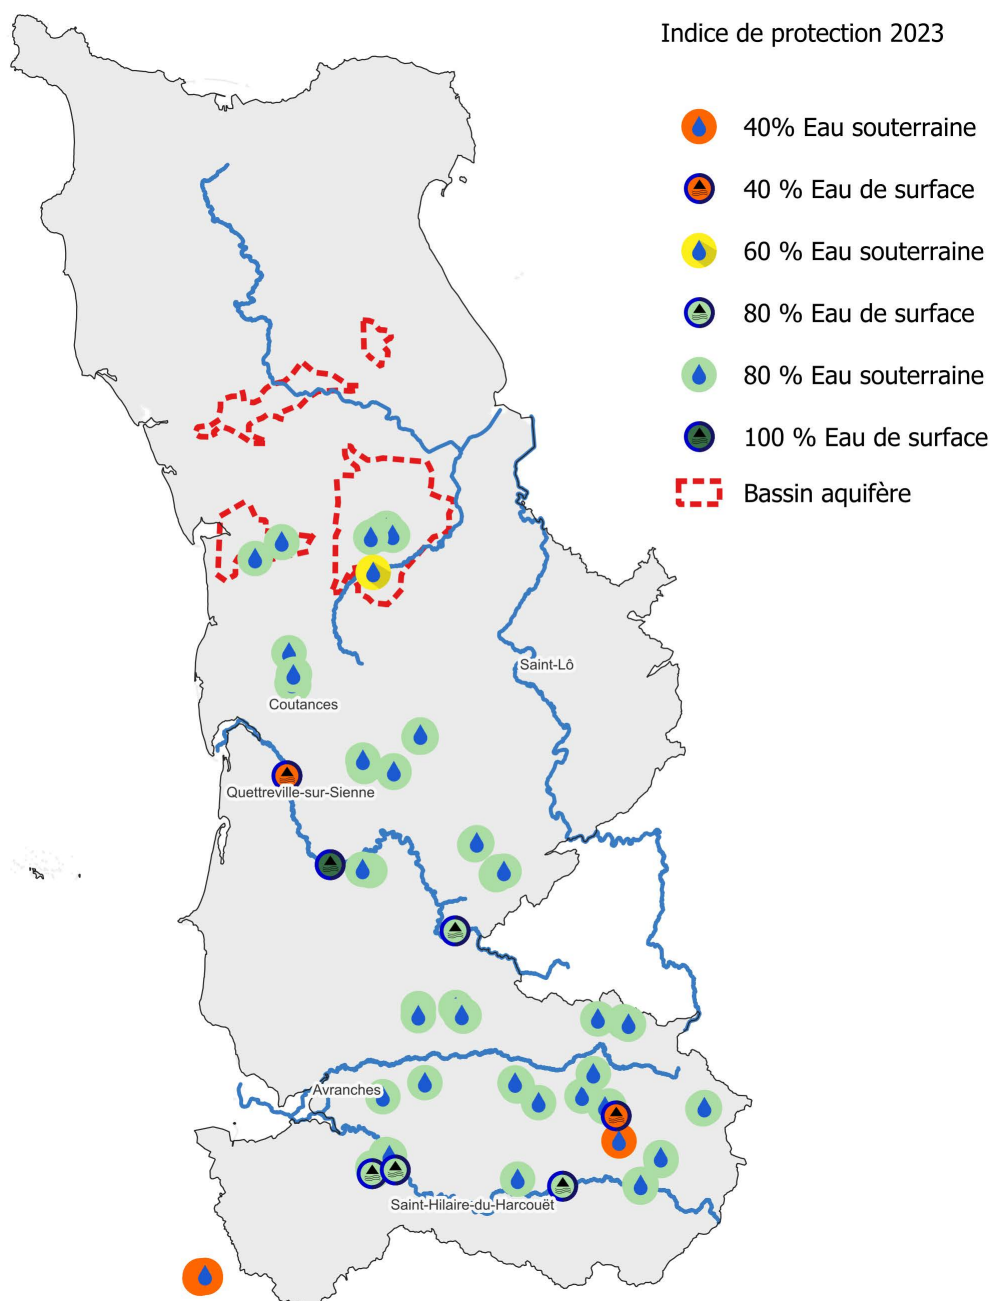 Indice de protection 2023
40% Eau souterraine
40 % Eau de surface
60 % Eau souterraine
80 % Eau de surface
80 % Eau souterraine
100 % Eau de surface
Bassin aquifère
Saint-Lô
Coutances
Quettreville-sur-Sienne
Avranches
Saint-Hilaire-du-Harcouët